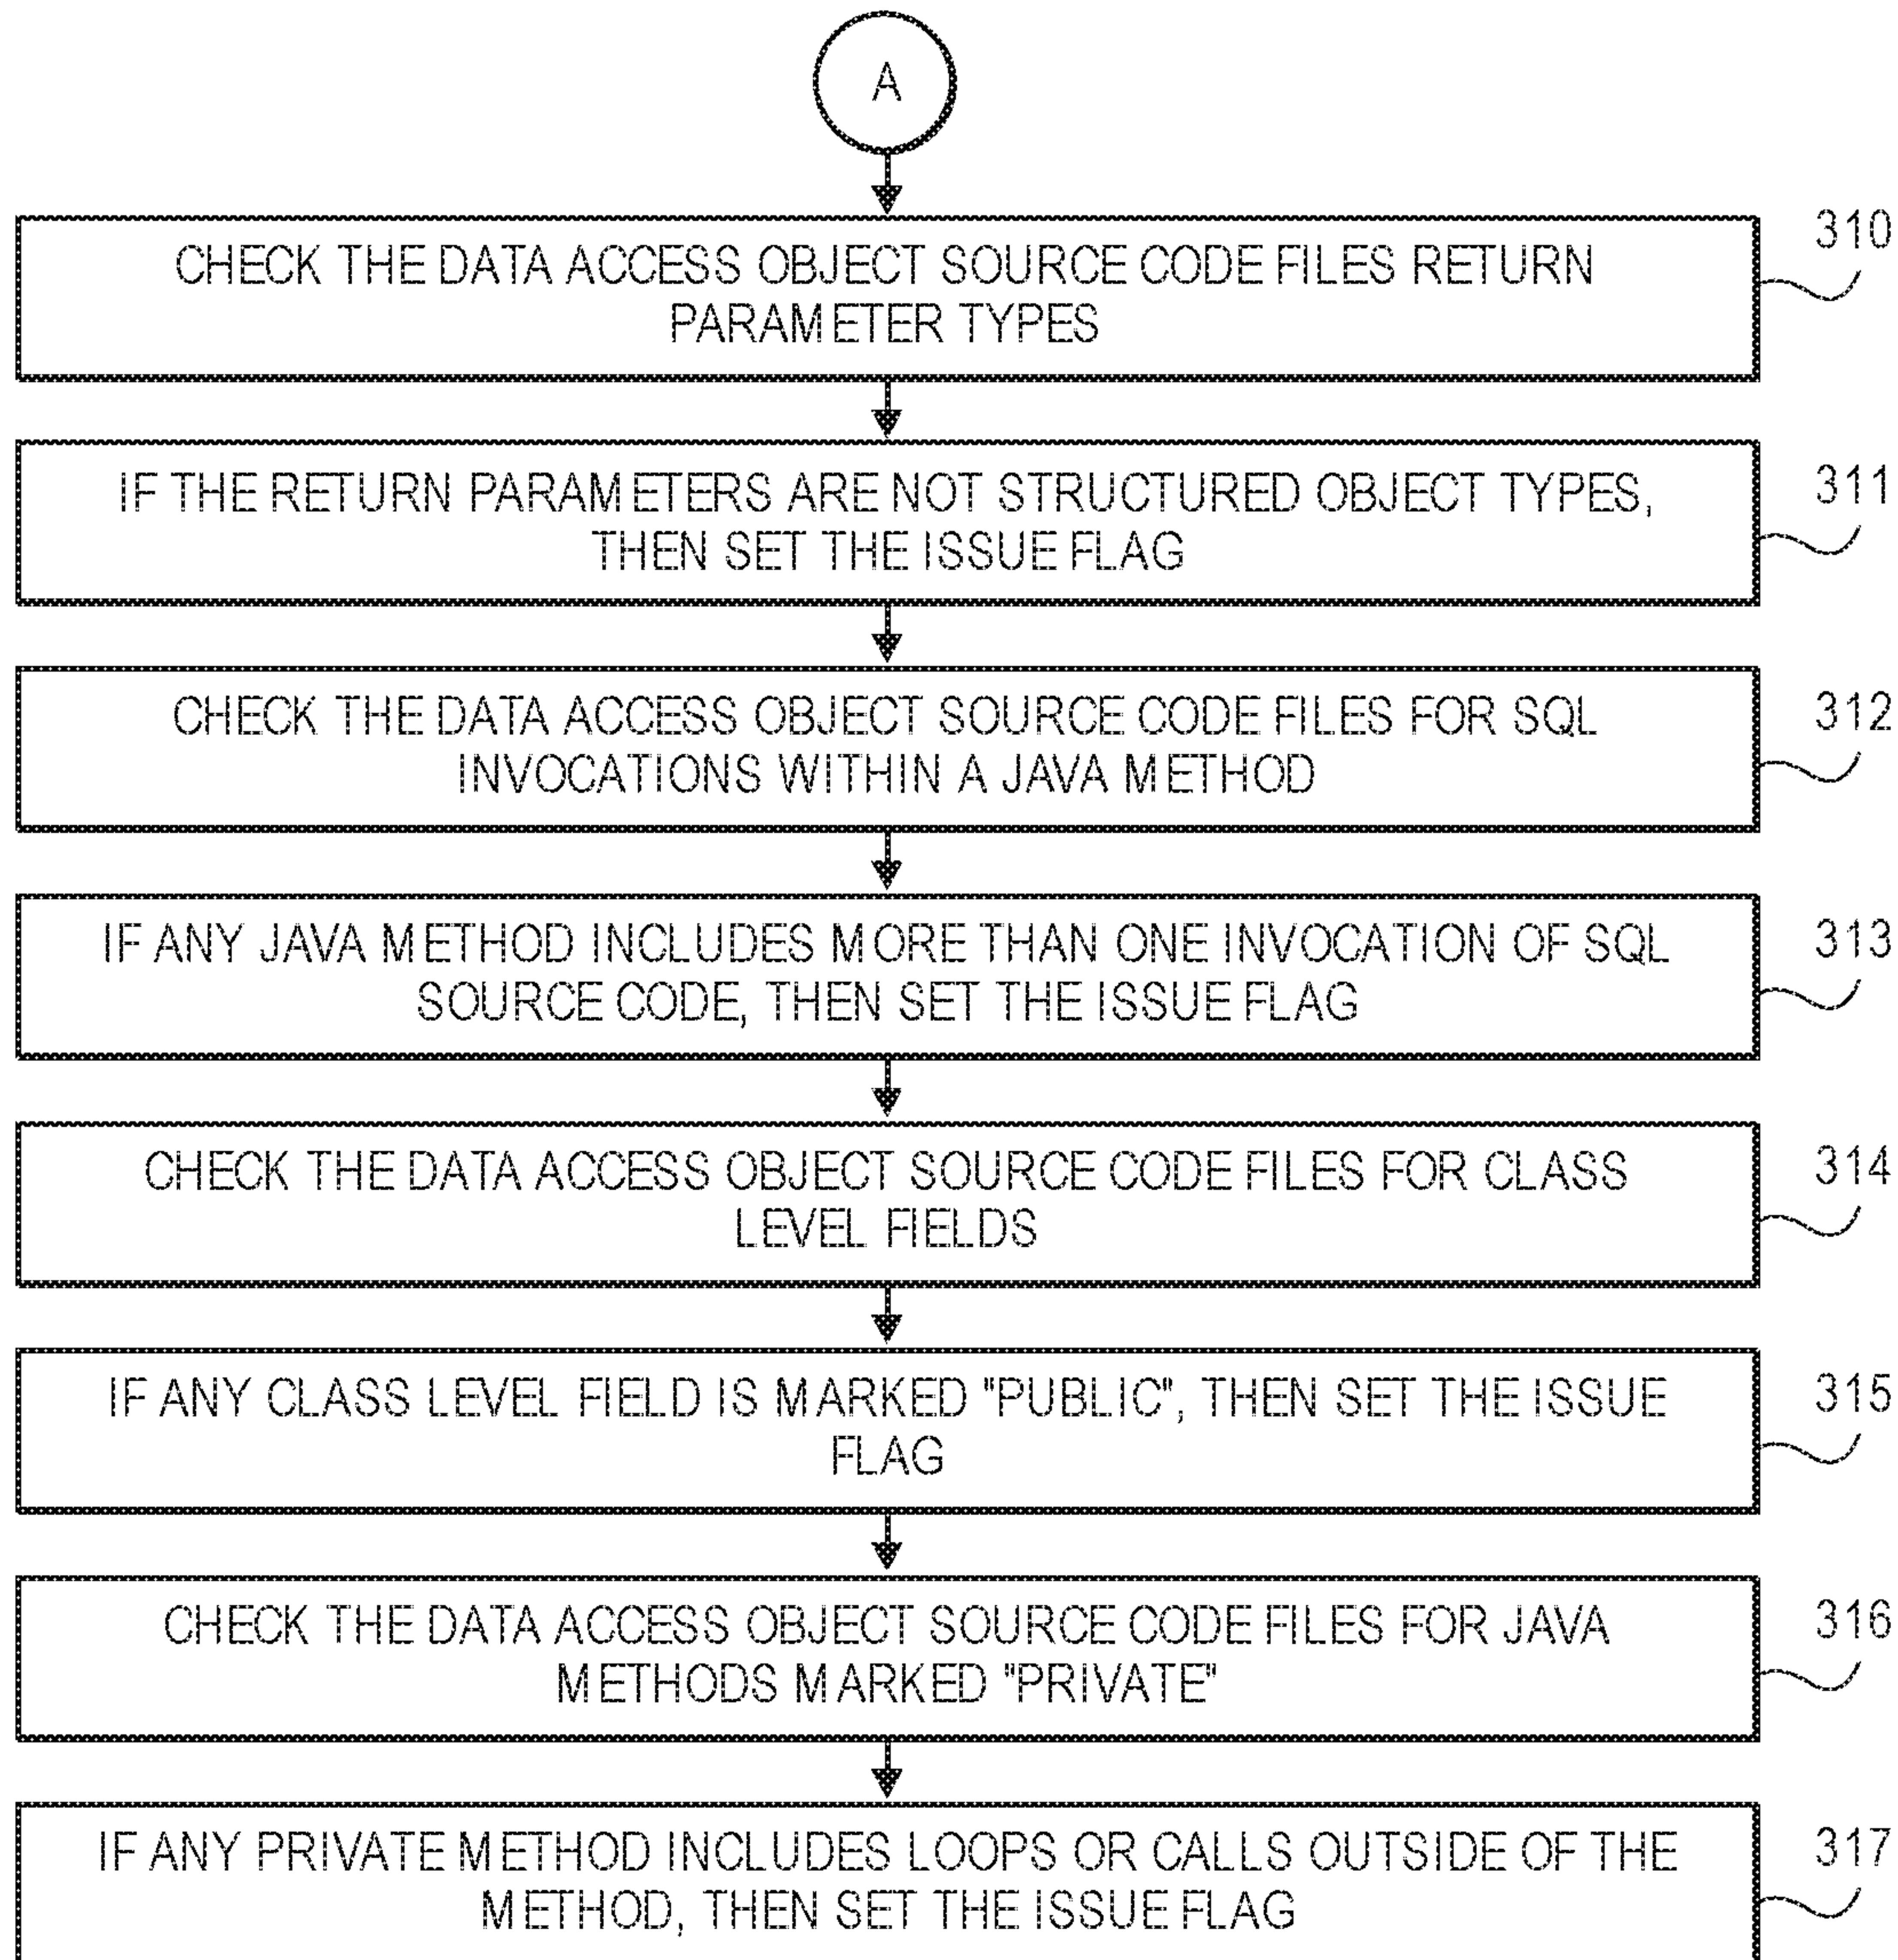 A
CHECK THE DATA ACCESS OBJECT SOURCE CODE FILES RETURN
PARAMETER TYPES
310
IF THE RETURN PARAMETERS ARE NOT STRUCTURED OBJECT TYPES,
THEN SET THE ISSUE FLAG
311
CHECK THE DATA ACCESS OBJECT SOURCE CODE FILES FOR SQL
INVOCATIONS WITHIN A JAVA METHOD
312
IF ANY JAVA METHOD INCLUDES MORE THAN ONE INVOCATION OF SQL
SOURCE CODE, THEN SET THE ISSUE FLAG
313
CHECK THE DATA ACCESS OBJECT SOURCE CODE FILES FOR CLASS
LEVEL FIELDS
314
IF ANY CLASS LEVEL FIELD IS MARKED "PUBLIC", THEN SET THE ISSUE
FLAG
315
CHECK THE DATA ACCESS OBJECT SOURCE CODE FILES FOR JAVA
METHODS MARKED "PRIVATE"
316
IF ANY PRIVATE METHOD INCLUDES LOOPS OR CALLS OUTSIDE OF THE
METHOD, THEN SET THE ISSUE FLAG
317